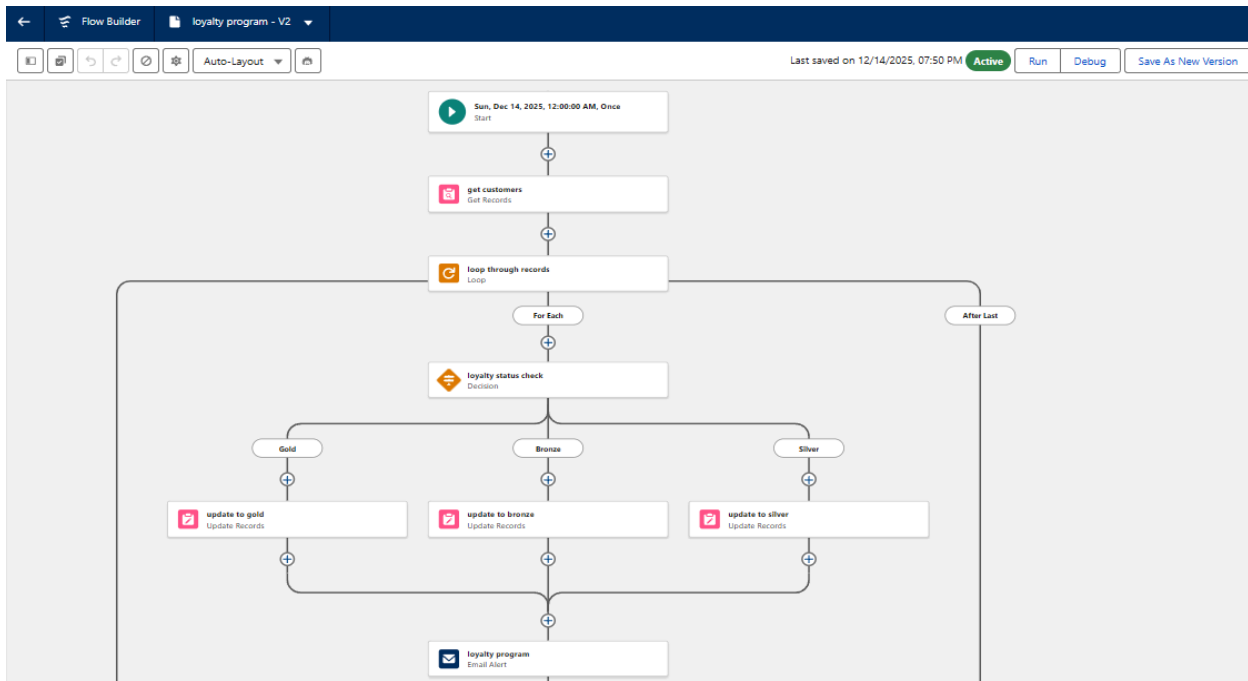 Flow Builder
loyalty program - V2
Auto-Layout
Last saved on 12/14/2025, 07:50 PM
Active
Run
Debug
Save As New Version
Sun, Dec 14, 2025, 12:00:00 AM, Once
Start
get customers
Get Records
loop through records
Loop
For Each
After Last
loyalty status check
Decision
Gold
Bronze
Silver
update to gold
Update Records
update to bronze
Update Records
update to silver
Update Records
loyalty program
Email Alert